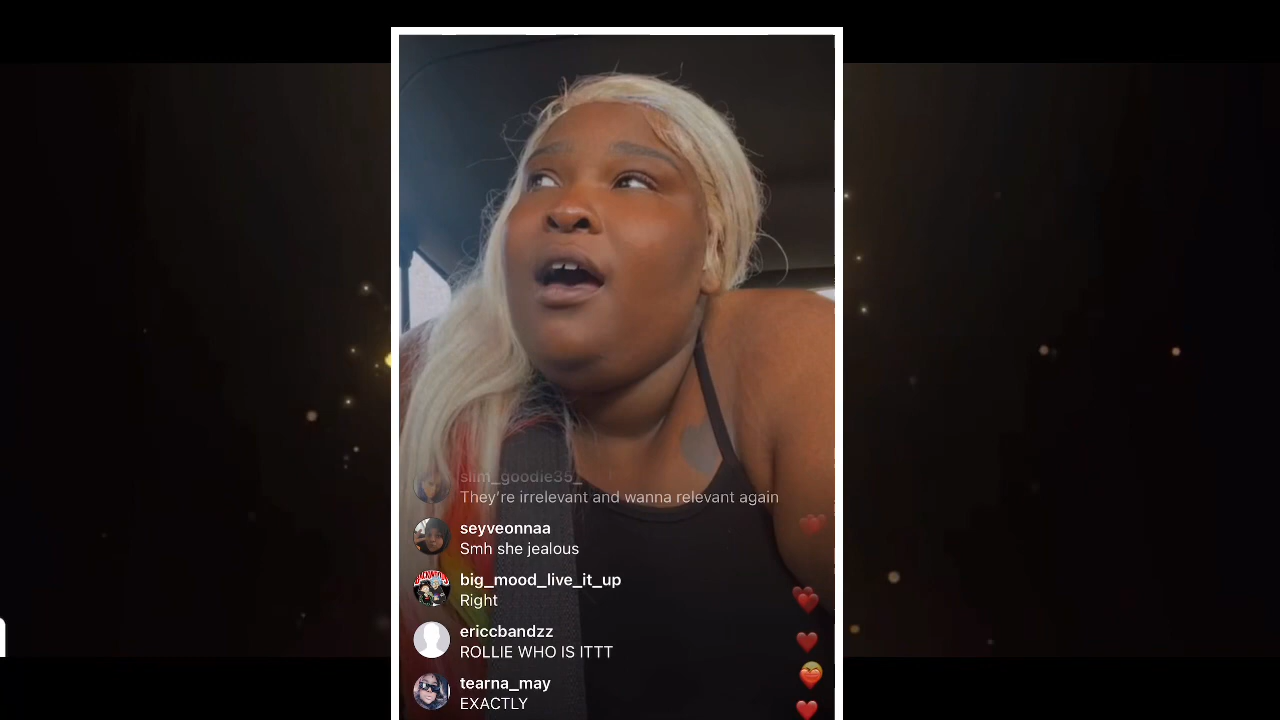 slim_goodie35_
They're irrelevant and wanna relevant again
seyveonnaa
Smh she jealous
big_mood_live_it_up
Right
ericcbandzz
ROLLIE WHO IS ITTT
tearna_may
EXACTLY